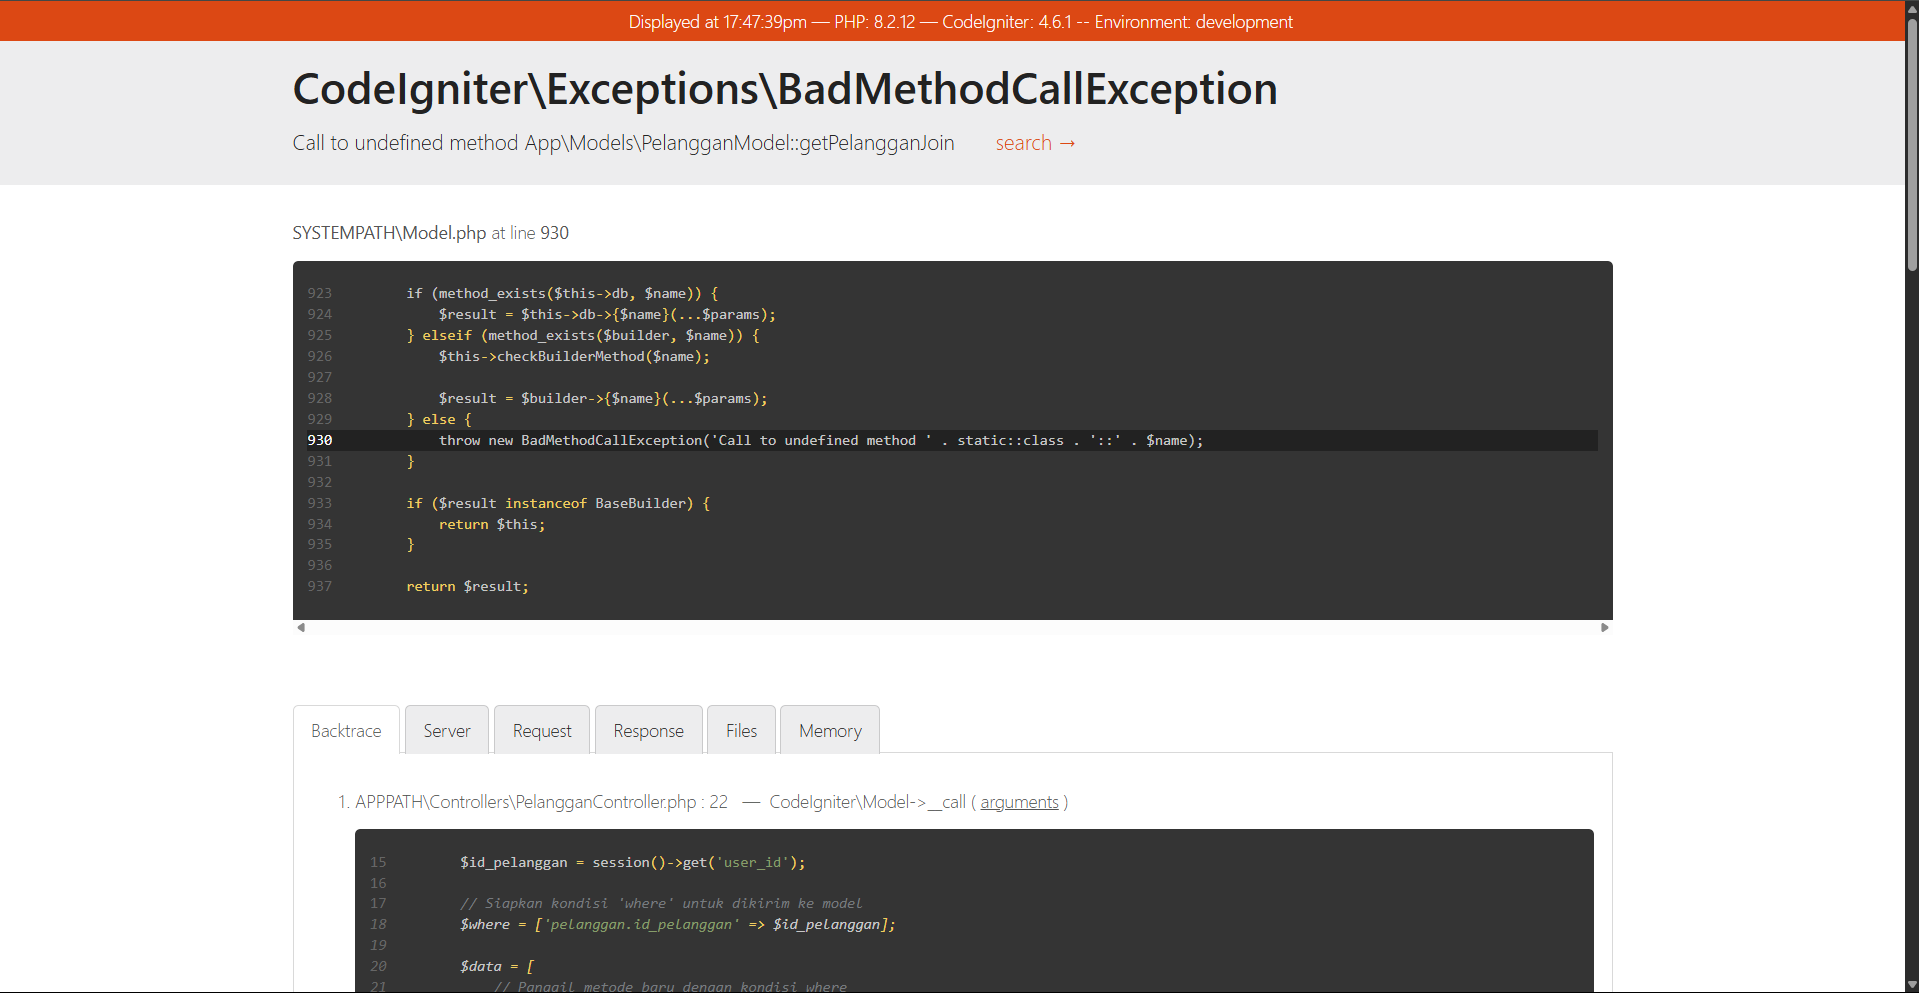 Displayed at 17:47:39pm — PHP: 8.2.12 — CodeIgniter: 4.6.1 -- Environment: development
CodeIgniter\Exceptions\BadMethodCallException
Call to undefined method App\Models\PelangganModel::getPelangganJoin search →
SYSTEMPATH\Model.php at line 930
923 if (method_exists($this->db, $name)) {
924 $result = $this->db->{$name}(...$params);
925 } elseif (method_exists($builder, $name)) {
926 $this->checkBuilderMethod($name);
927
928 $result = $builder->{$name}(...$params);
929 } else {
930 throw new BadMethodCallException('Call to undefined method ' . static::class . '::' . $name);
931 }
932
933 if ($result instanceof BaseBuilder) {
934 return $this;
935 }
936
937 return $result;
Backtrace Server Request Response Files Memory
1. APPPATH\Controllers\PelangganController.php : 22 — CodeIgniter\Model->__call ( arguments )
15 $id_pelanggan = session()->get('user_id');
16
17 // Siapkan kondisi 'where' untuk dikirim ke model
18 $where = ['pelanggan.id_pelanggan' => $id_pelanggan];
19
20 $data = [
21 // Panggil metode baru dengan kondisi where